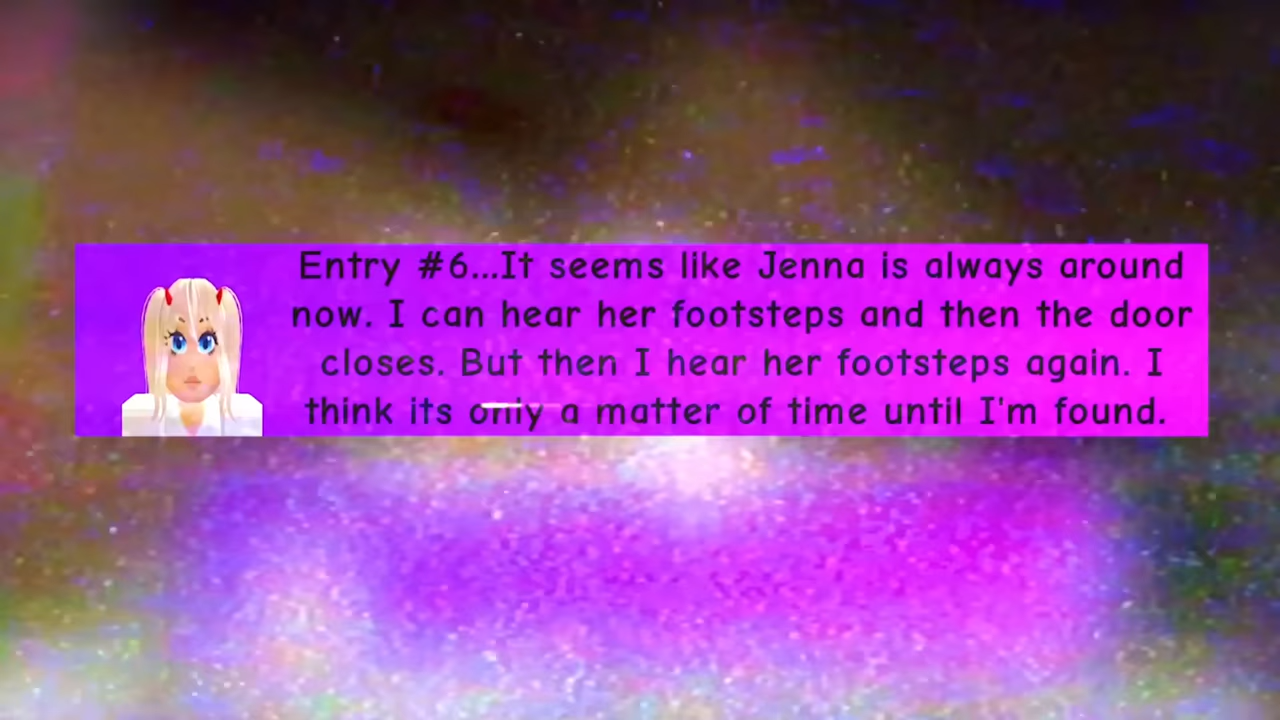 Entry #6...It seems like Jenna is always around
now. I can hear her footsteps and then the door
closes. But then I hear her footsteps again. I
think its only a matter of time until I'm found.